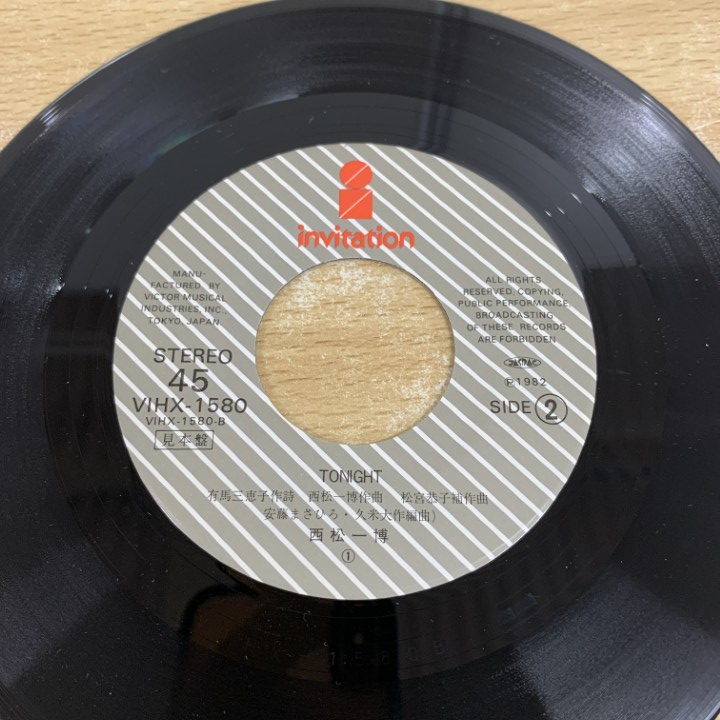 invitation
MANU-
FACTURED BY
VICTOR MUSICAL
INDUSTRIES, INC.,
TOKYO, JAPAN
ALL RIGHTS
RESERVED. COPYING,
PUBLIC PERFORMANCE,
BROADCASTING
OF THESE RECORDS
ARE FORBIDDEN
JASRAC
℗1982
STEREO
45
VIHX-1580
VIHX-1580-B
見本盤
SIDE ②
TONIGHT
有馬三恵子作詩 西松一博作曲 松宮恭子補作曲
安藤まさひろ・久米大作編曲)
西松一博
①